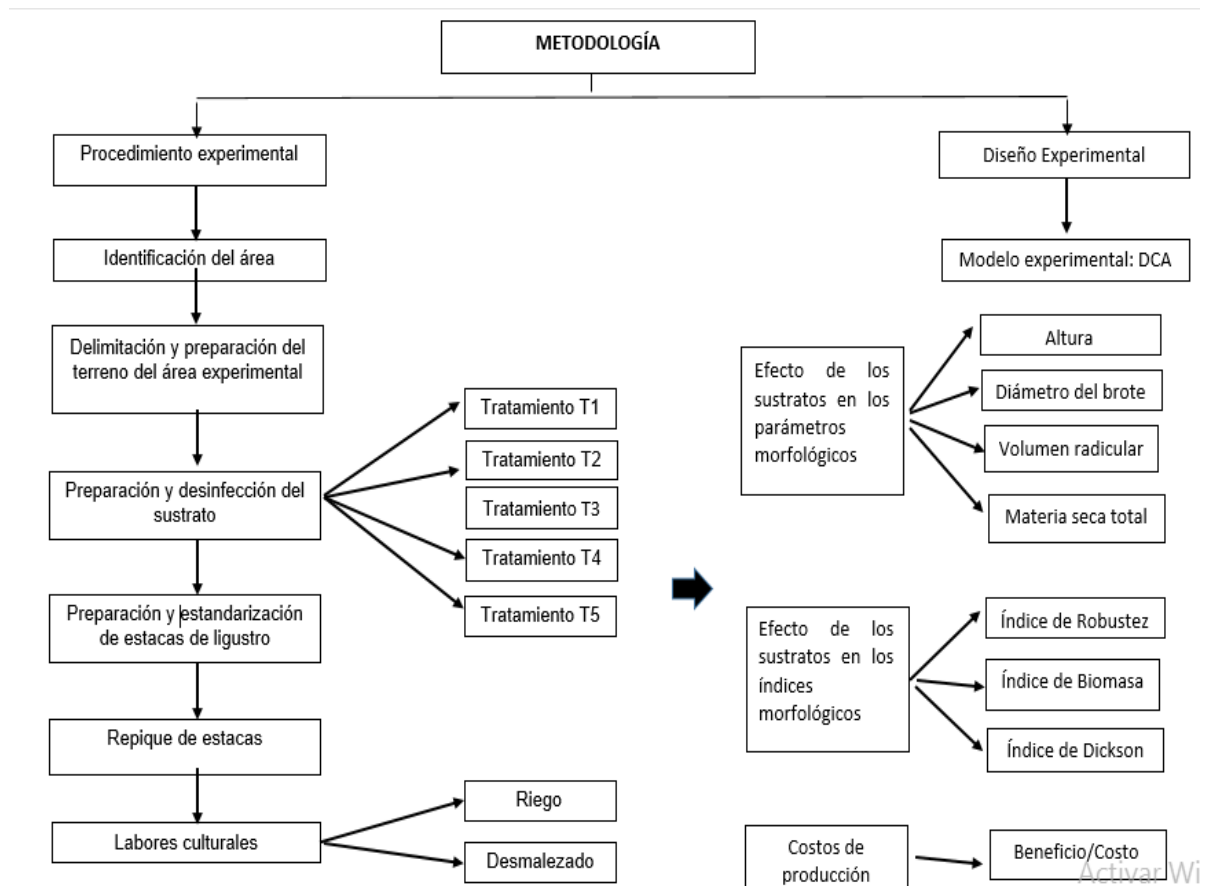 METODOLOGÍA
Procedimiento experimental
Identificación del área
Delimitación y preparación del
terreno del área experimental
Preparación y desinfección del
sustrato
Tratamiento T1
Tratamiento T2
Tratamiento T3
Tratamiento T4
Tratamiento T5
Preparación y estandarización
de estacas de ligustro
Repique de estacas
Labores culturales
Riego
Desmalezado
Diseño Experimental
Modelo experimental: DCA
Efecto de los
sustratos en los
parámetros
morfológicos
Altura
Diámetro del brote
Volumen radicular
Materia seca total
Efecto de los
sustratos en los
índices
morfológicos
Índice de Robustez
Índice de Biomasa
Índice de Dickson
Costos de
producción
Beneficio/Costo
Activar Wi